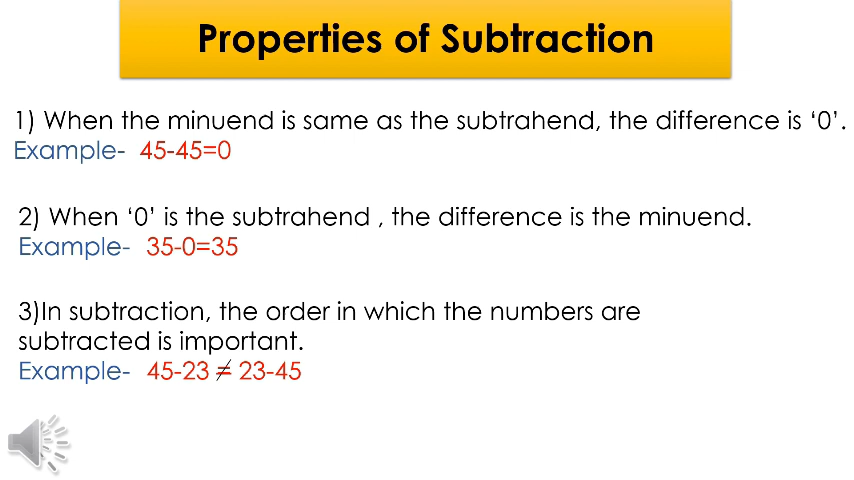 Properties of Subtraction
1) When the minuend is same as the subtrahend, the difference is ‘0’.
Example- 45-45=0
2) When ‘0’ is the subtrahend , the difference is the minuend.
Example- 35-0=35
3)In subtraction, the order in which the numbers are
subtracted is important.
Example- 45-23 ≠ 23-45